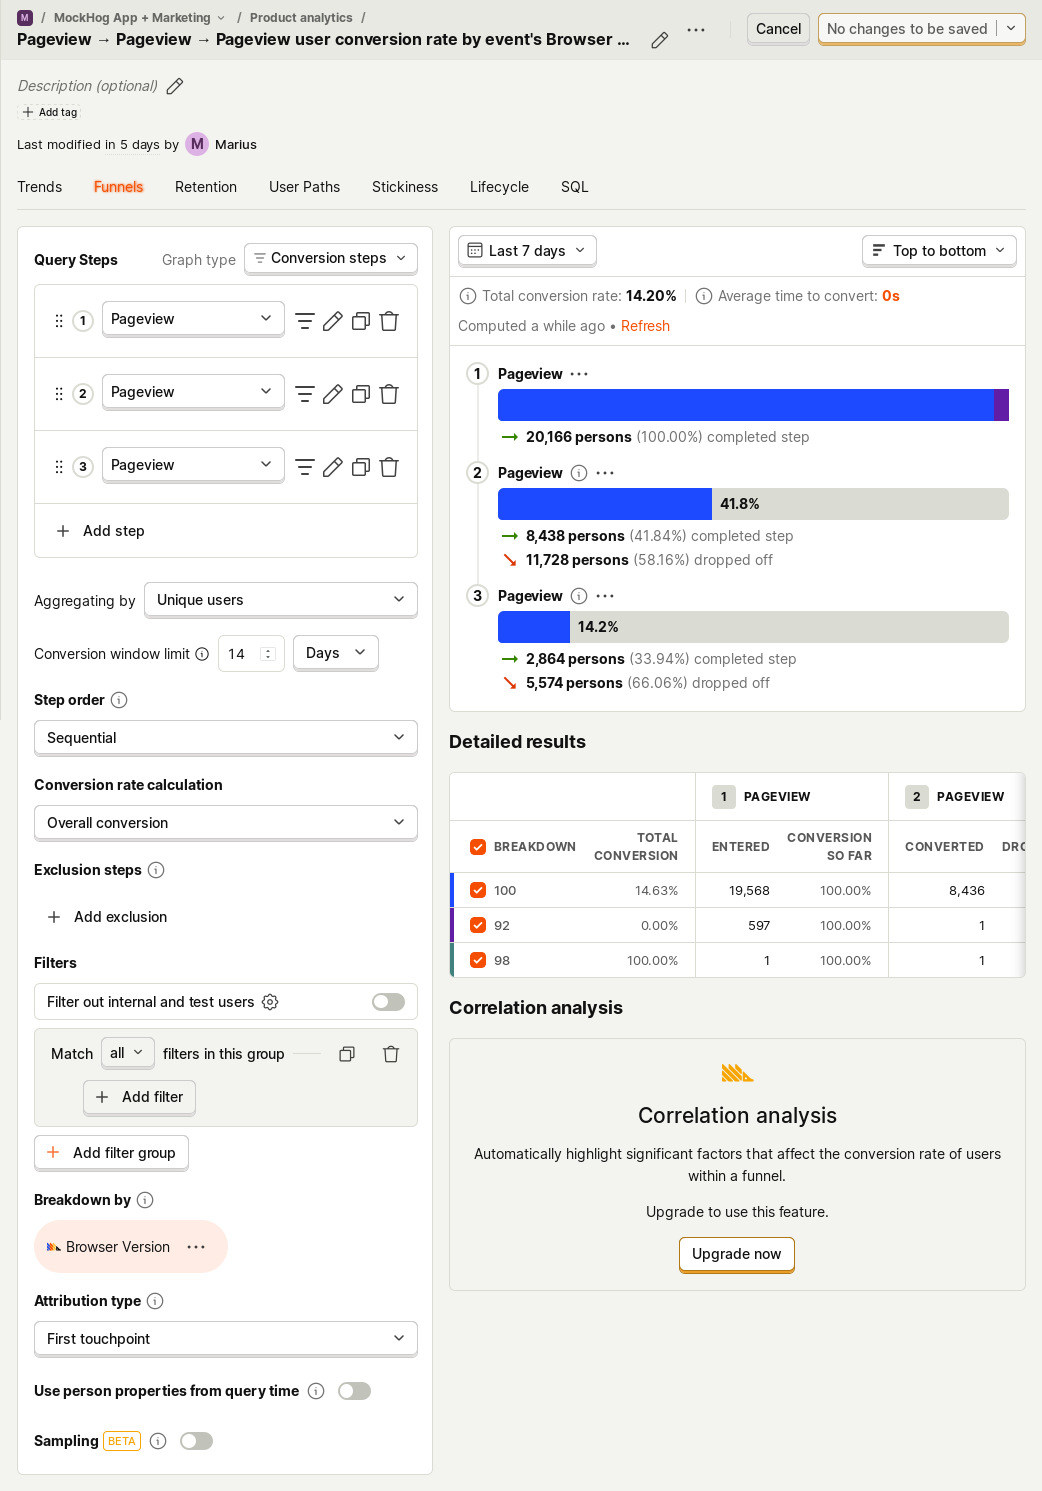 M / MockHog App + Marketing / Product analytics /
Pageview → Pageview → Pageview user conversion rate by event's Browser ...
Cancel
No changes to be saved
Description (optional)
+ Add tag
Last modified in 5 days by M Marius
Trends Funnels Retention User Paths Stickiness Lifecycle SQL
Query Steps Graph type Conversion steps
1 Pageview
2 Pageview
3 Pageview
+ Add step
Aggregating by Unique users
Conversion window limit 14 Days
Step order
Sequential
Conversion rate calculation
Overall conversion
Exclusion steps
+ Add exclusion
Filters
Filter out internal and test users
Match all filters in this group
+ Add filter
+ Add filter group
Breakdown by
Browser Version ...
Attribution type
First touchpoint
Use person properties from query time
Sampling BETA
Last 7 days
Top to bottom
Total conversion rate: 14.20% Average time to convert: 0s
Computed a while ago • Refresh
1 Pageview ...
→ 20,166 persons (100.00%) completed step
2 Pageview ...
41.8%
→ 8,438 persons (41.84%) completed step
↘ 11,728 persons (58.16%) dropped off
3 Pageview ...
14.2%
→ 2,864 persons (33.94%) completed step
↘ 5,574 persons (66.06%) dropped off
Detailed results
1 PAGEVIEW 2 PAGEVIEW
BREAKDOWN TOTAL CONVERSION ENTERED CONVERSION SO FAR CONVERTED
100 14.63% 19,568 100.00% 8,436
92 0.00% 597 100.00% 1
98 100.00% 1 100.00% 1
Correlation analysis
Correlation analysis
Automatically highlight significant factors that affect the conversion rate of users
within a funnel.
Upgrade to use this feature.
Upgrade now